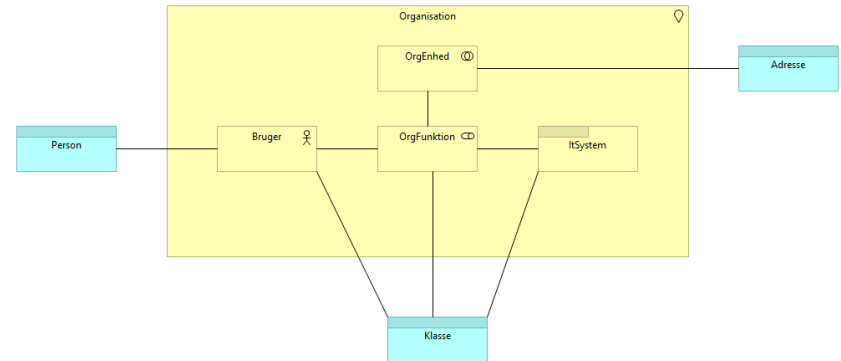 Organisation
OrgEnhed
Adresse
Person
Bruger
OrgFunktion
ItSystem
Klasse